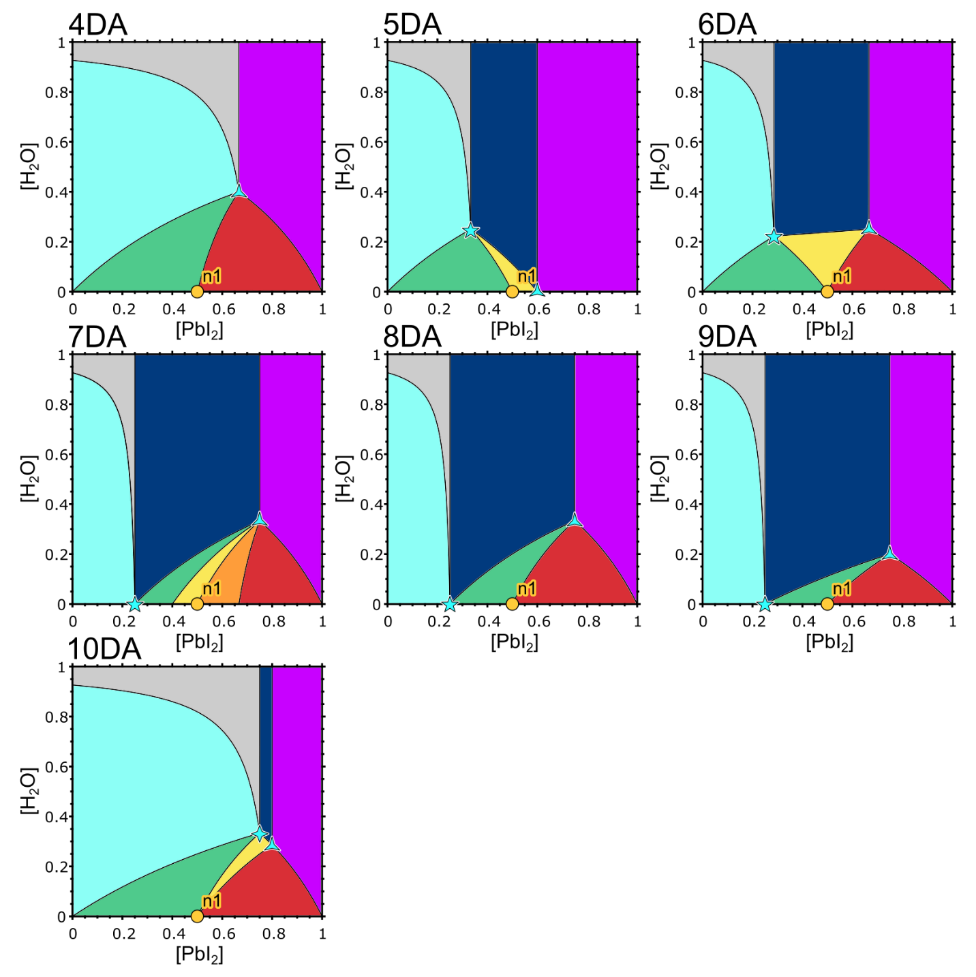 4DA 5DA 6DA
1 1 1
0.8 0.8 0.8
0.6 0.6 0.6
[H₂O] [H₂O] [H₂O]
0.4 0.4 0.4
0.2 0.2 0.2
n1 n1 n1
0 0 0
0 0.2 0.4 0.6 0.8 1 0 0.2 0.4 0.6 0.8 1 0 0.2 0.4 0.6 0.8 1
[PbI₂] [PbI₂] [PbI₂]
7DA 8DA 9DA
1 1 1
0.8 0.8 0.8
0.6 0.6 0.6
[H₂O] [H₂O] [H₂O]
0.4 0.4 0.4
0.2 0.2 0.2
n1 n1 n1
0 0 0
0 0.2 0.4 0.6 0.8 1 0 0.2 0.4 0.6 0.8 1 0 0.2 0.4 0.6 0.8 1
[PbI₂] [PbI₂] [PbI₂]
10DA
1
0.8
0.6
[H₂O]
0.4
0.2
n1
0
0 0.2 0.4 0.6 0.8 1
[PbI₂]